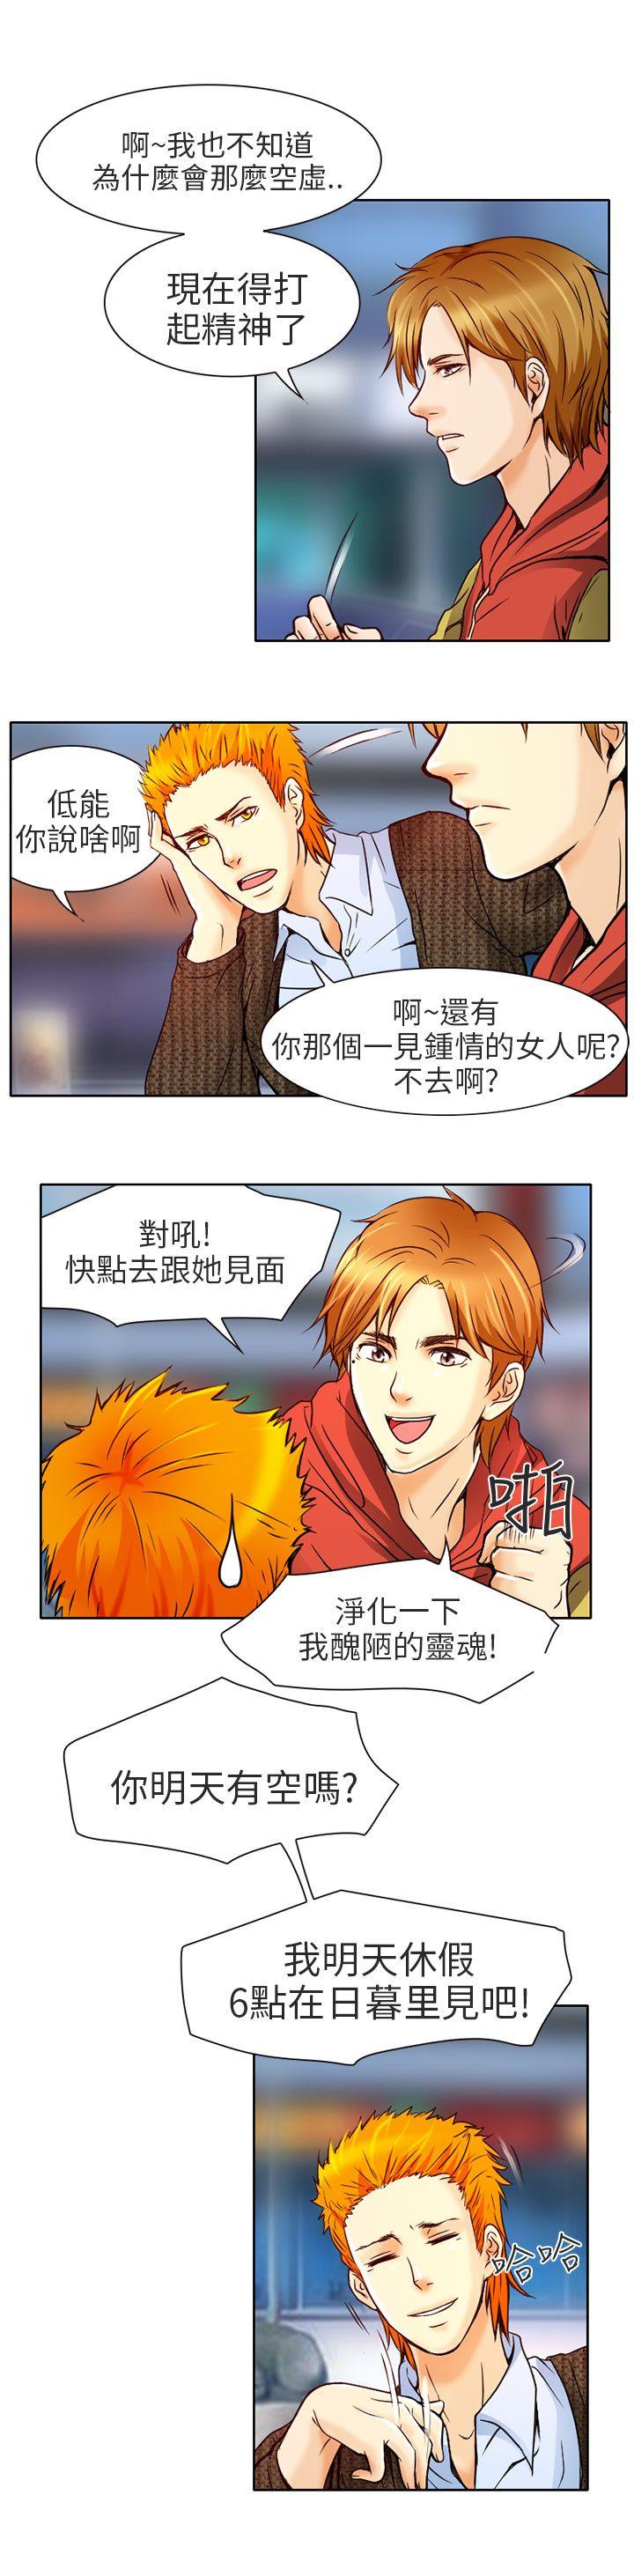 啊~我也不知道
為什麼會那麼空虛..
現在得打
起精神了
低能
你說啥啊
啊~還有
你那個一見鍾情的女人呢?
不去啊?
對吼!
快點去跟她見面
啪
淨化一下
我醜陋的靈魂!
你明天有空嗎?
我明天休假
6點在日暮里見吧!
哈哈